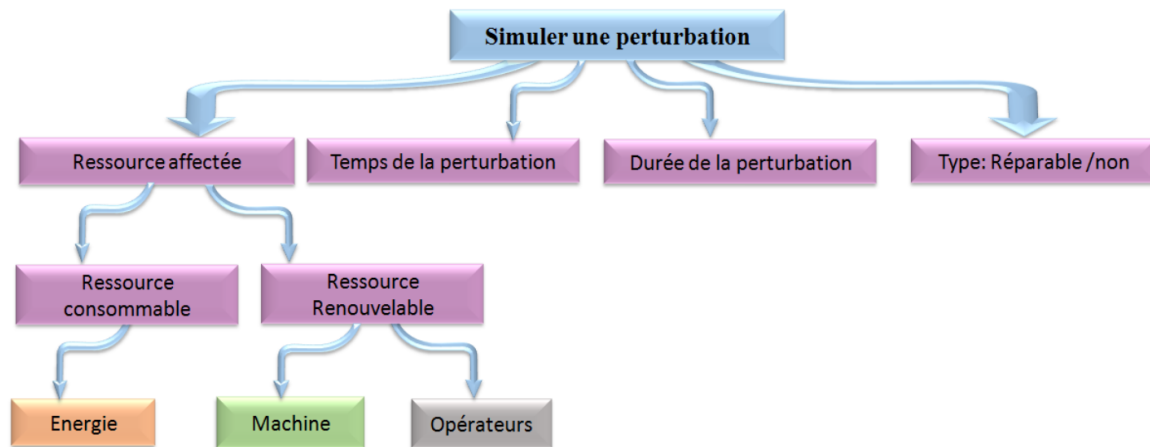 Simuler une perturbation
Ressource affectée
Temps de la perturbation
Durée de la perturbation
Type: Réparable /non
Ressource
consommable
Ressource
Renouvelable
Energie
Machine
Opérateurs